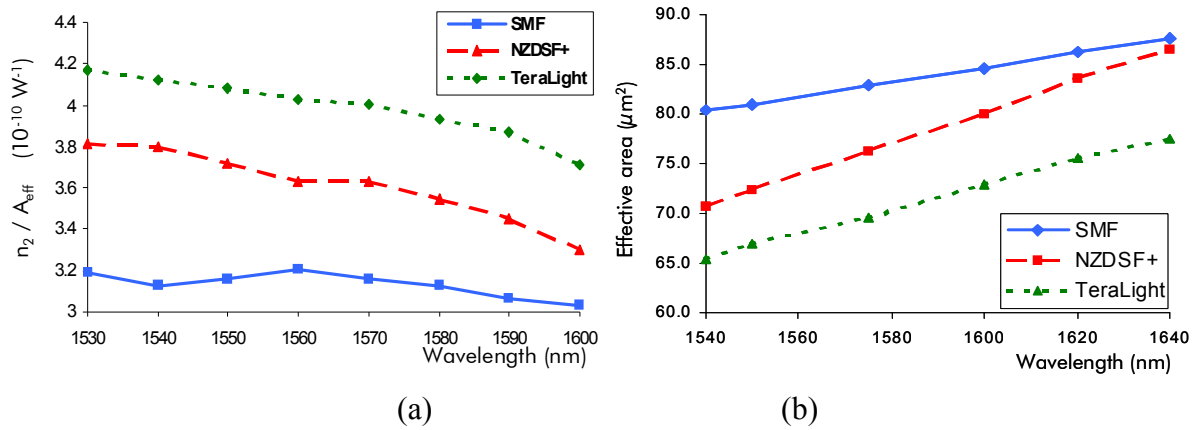 4.4
4.2
4
3.8
3.6
3.4
3.2
3
n2 / Aeff (10-10 W-1)
SMF
NZDSF+
TeraLight
1530 1540 1550 1560 1570 1580 1590 1600
Wavelength (nm)
(a)
90.0
85.0
80.0
75.0
70.0
65.0
60.0
Effective area (µm2)
SMF
NZDSF+
TeraLight
1540 1560 1580 1600 1620 1640
Wavelength (nm)
(b)